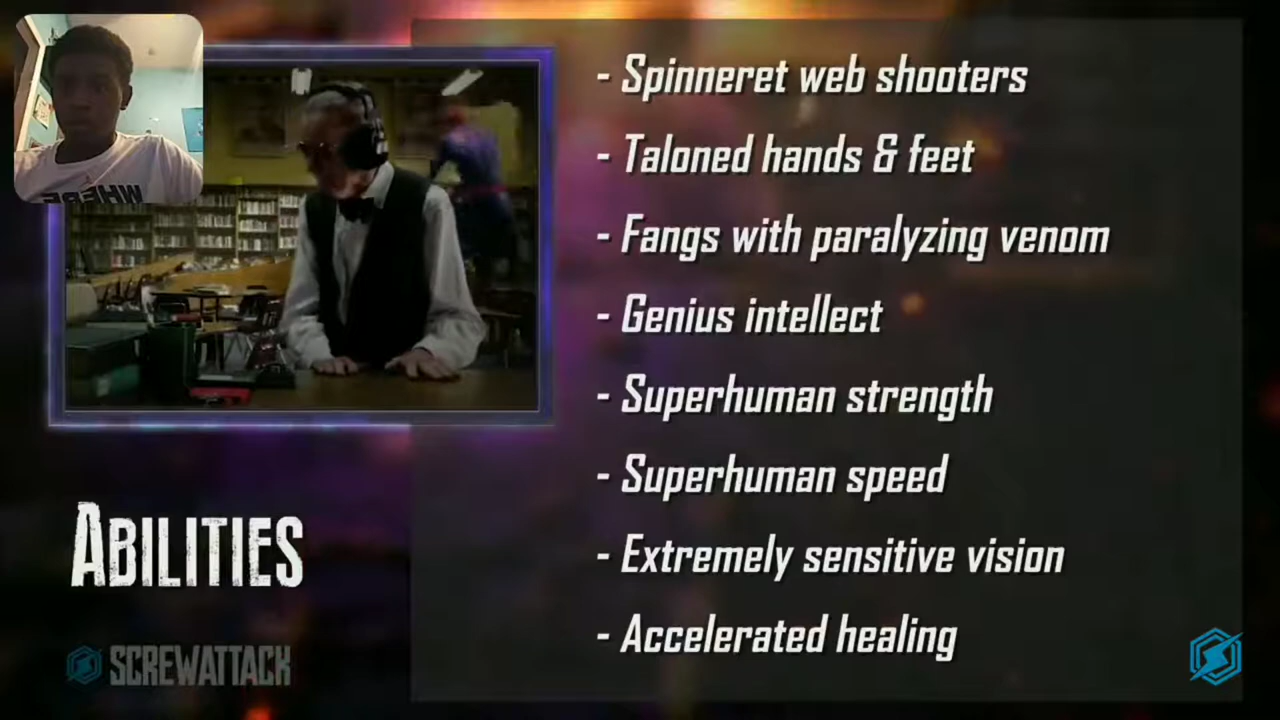 - Spinneret web shooters
- Taloned hands & feet
- Fangs with paralyzing venom
- Genius intellect
- Superhuman strength
- Superhuman speed
- Extremely sensitive vision
- Accelerated healing
ABILITIES
SCREWATTACK
WHERE